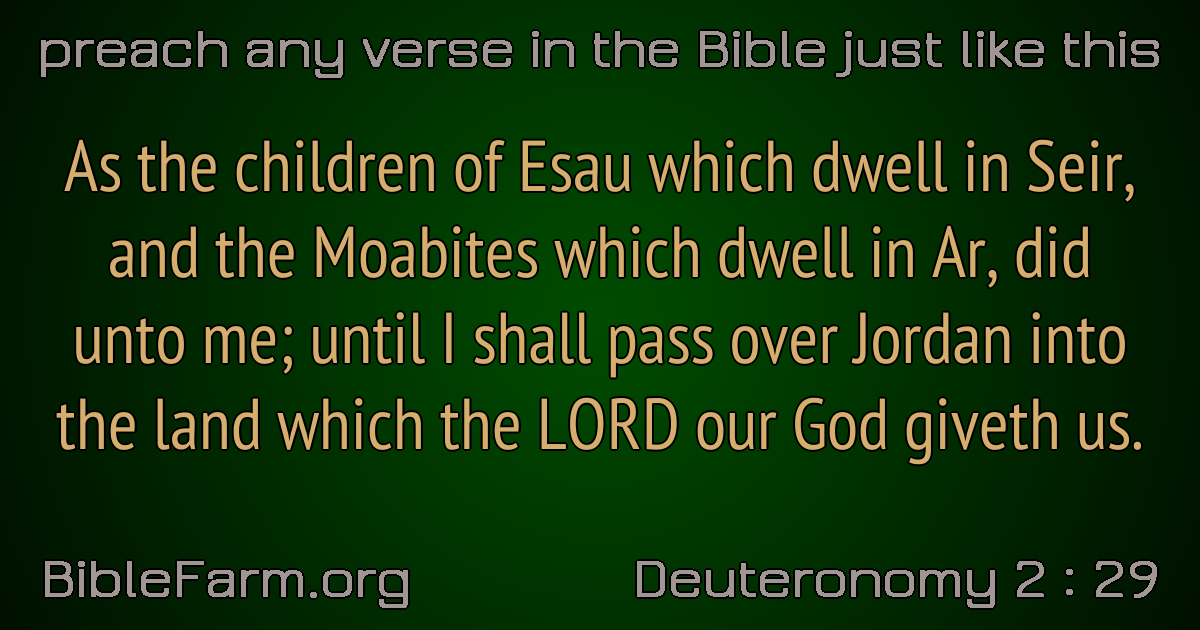 preach any verse in the Bible just like this
As the children of Esau which dwell in Seir,
and the Moabites which dwell in Ar, did
unto me; until I shall pass over Jordan into
the land which the LORD our God giveth us.
BibleFarm.org
Deuteronomy 2 : 29